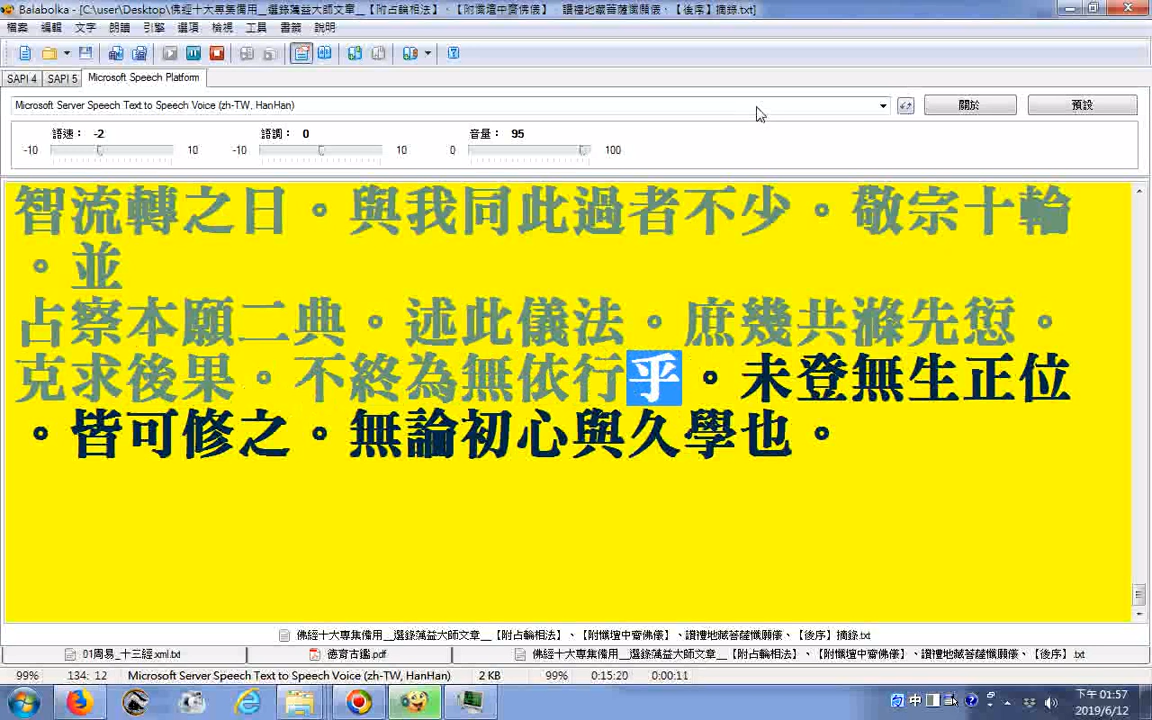 Balabolka - [C:\user\Desktop\佛經十大專集備用__選錄蕅益大師文章__【附占輪相法】、【附懺壇中齋佛儀】 讚禮地藏菩薩懺願儀、【後序】摘錄.txt]
檔案 編輯 文字 朗讀 引擎 選項 檢視 工具 書籤 說明
SAPI 4 SAPI 5 Microsoft Speech Platform
Microsoft Server Speech Text to Speech Voice (zh-TW, HanHan) 關於 預設
語速： -2 語調： 0 音量： 95
-10 10 -10 10 0 100
智流轉之日。與我同此過者不少。敬宗十輪
。並
占察本願二典。述此儀法。庶幾共滌先愆。
克求後果。不終為無依行乎。未登無生正位
。皆可修之。無論初心與久學也。
佛經十大專集備用__選錄蕅益大師文章__【附占輪相法】、【附懺壇中齋佛儀】、讚禮地藏菩薩懺願儀、【後序】摘錄.txt
01周易_十三經.xml.txt 德育古鑑.pdf 佛經十大專集備用__選錄蕅益大師文章__【附占輪相法】、【附懺壇中齋佛儀】、讚禮地藏菩薩懺願儀、【後序】.txt
99% 134: 12 Microsoft Server Speech Text to Speech Voice (zh-TW, HanHan) 2 KB 99% 0:15:20 0:00:11
中 下午 01:57
2019/6/12